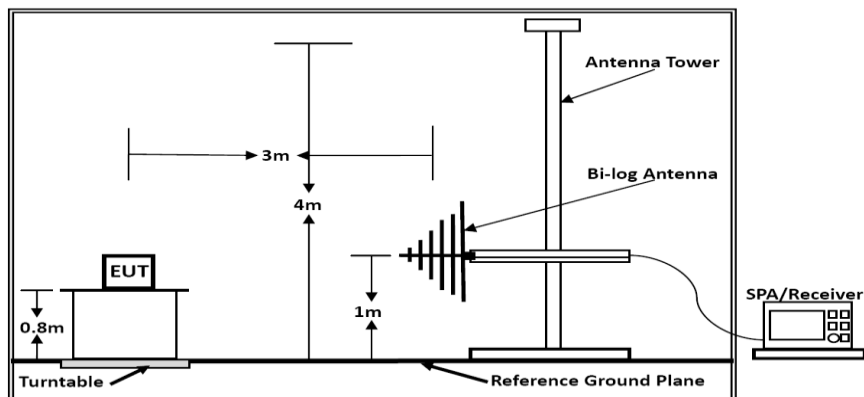 Antenna Tower
3m
Bi-log Antenna
4m
EUT
SPA/Receiver
0.8m
1m
Turntable
Reference Ground Plane